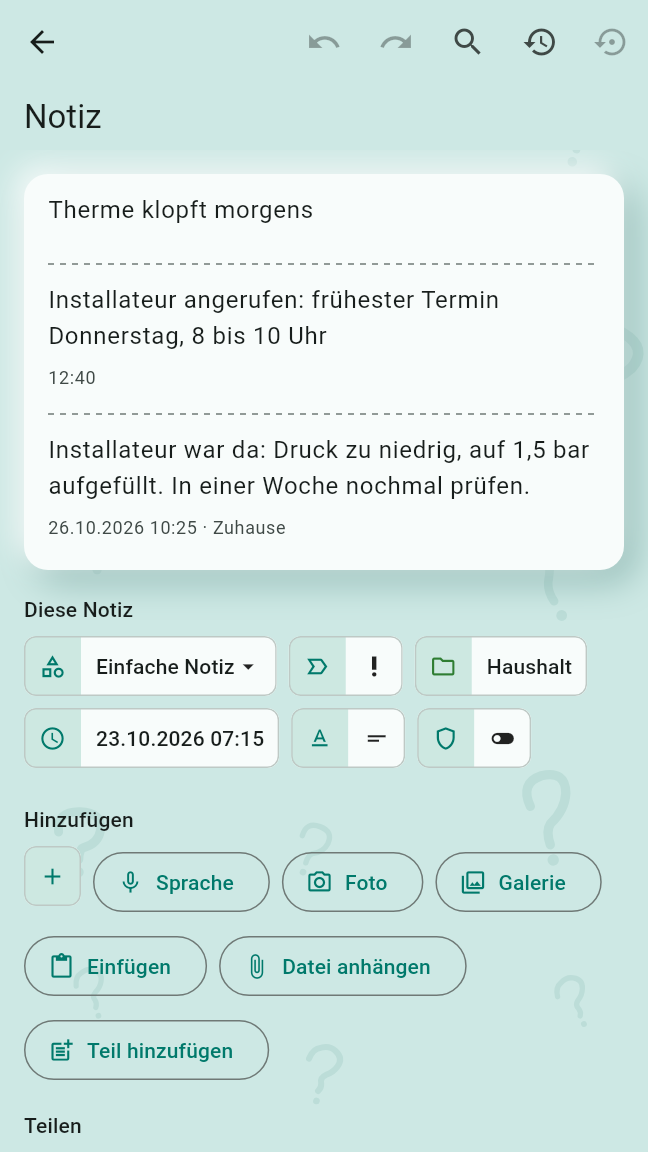 Notiz
Therme klopft morgens
Installateur angerufen: frühester Termin
Donnerstag, 8 bis 10 Uhr
12:40
Installateur war da: Druck zu niedrig, auf 1,5 bar
aufgefüllt. In einer Woche nochmal prüfen.
26.10.2026 10:25 · Zuhause
Diese Notiz
Einfache Notiz
Haushalt
23.10.2026 07:15
Hinzufügen
Sprache
Foto
Galerie
Einfügen
Datei anhängen
Teil hinzufügen
Teilen